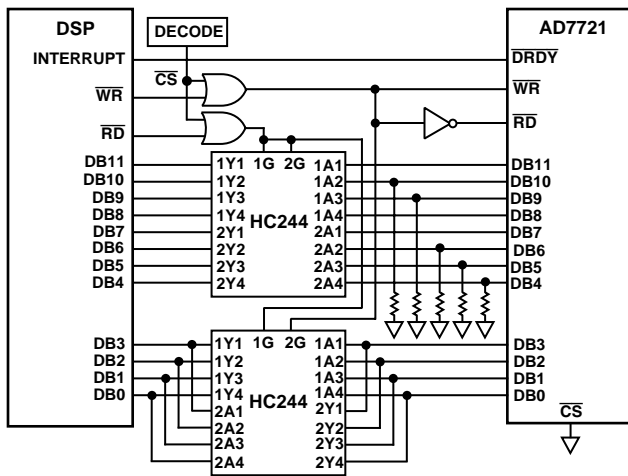 DSP
DECODE
AD7721
INTERRUPT
DRDY
CS
WR
WR
RD
RD
1G 2G
DB11 1Y1 1A1 DB11
DB10 1Y2 1A2 DB10
DB9 1Y3 1A3 DB9
DB8 1Y4 1A4 DB8
HC244
DB7 2Y1 2A1 DB7
DB6 2Y2 2A2 DB6
DB5 2Y3 2A3 DB5
DB4 2Y4 2A4 DB4
1G 2G
DB3 1Y1 1A1 DB3
DB2 1Y2 1A2 DB2
DB1 1Y3 1A3 DB1
DB0 1Y4 1A4 DB0
HC244
2A1 2Y1
2A2 2Y2
2A3 2Y3
2A4 2Y4
CS